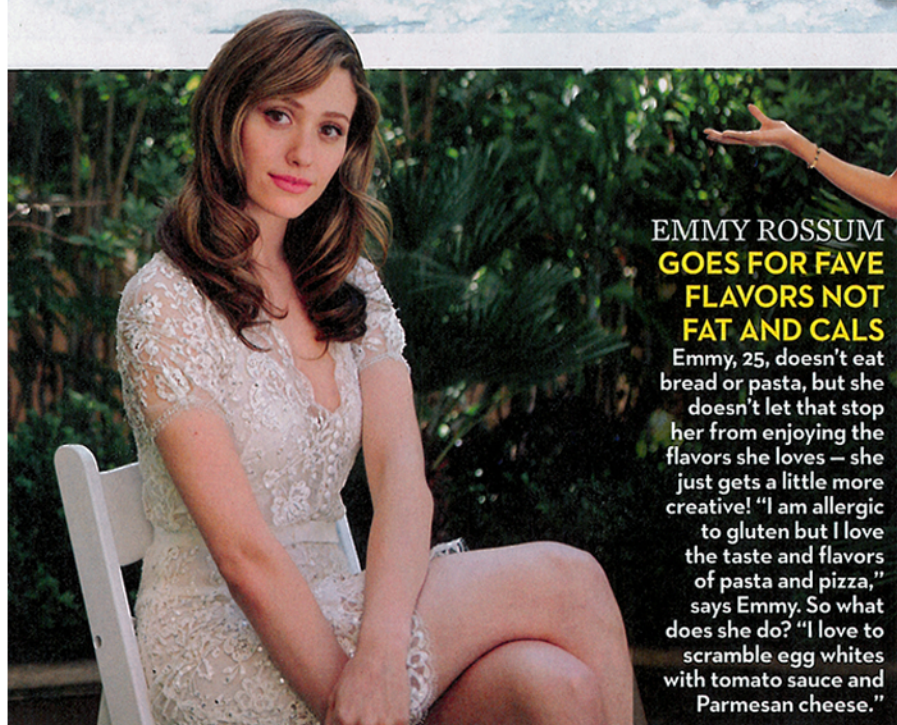 EMMY ROSSUM
GOES FOR FAVE
FLAVORS NOT
FAT AND CALS
Emmy, 25, doesn't eat
bread or pasta, but she
doesn't let that stop
her from enjoying the
flavors she loves — she
just gets a little more
creative! “I am allergic
to gluten but I love
the taste and flavors
of pasta and pizza,”
says Emmy. So what
does she do? “I love to
scramble egg whites
with tomato sauce and
Parmesan cheese.”